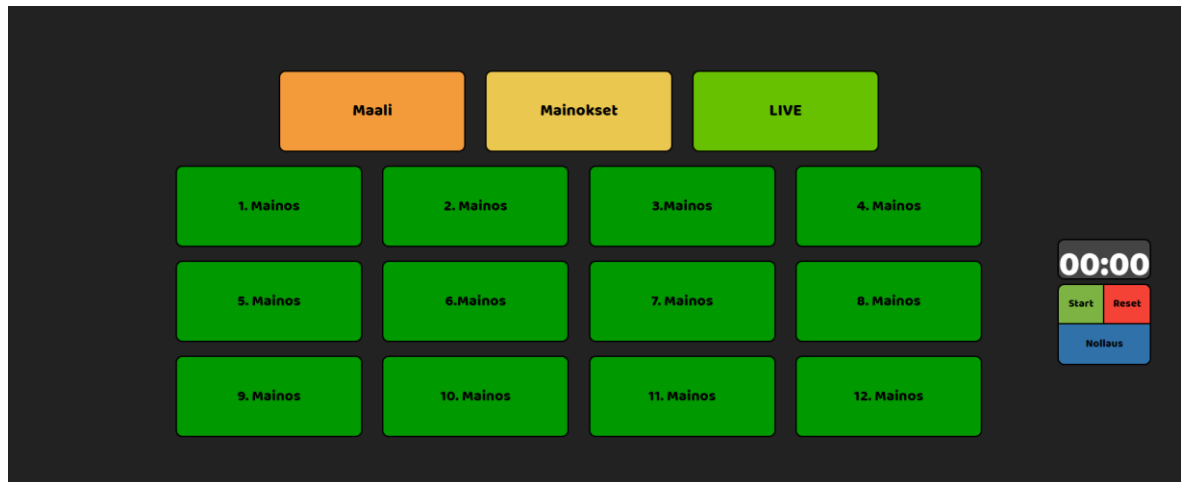 Maali
Mainokset
LIVE
1. Mainos
2. Mainos
3.Mainos
4. Mainos
5. Mainos
6.Mainos
7. Mainos
8. Mainos
9. Mainos
10. Mainos
11. Mainos
12. Mainos
00:00
Start
Reset
Nollaus